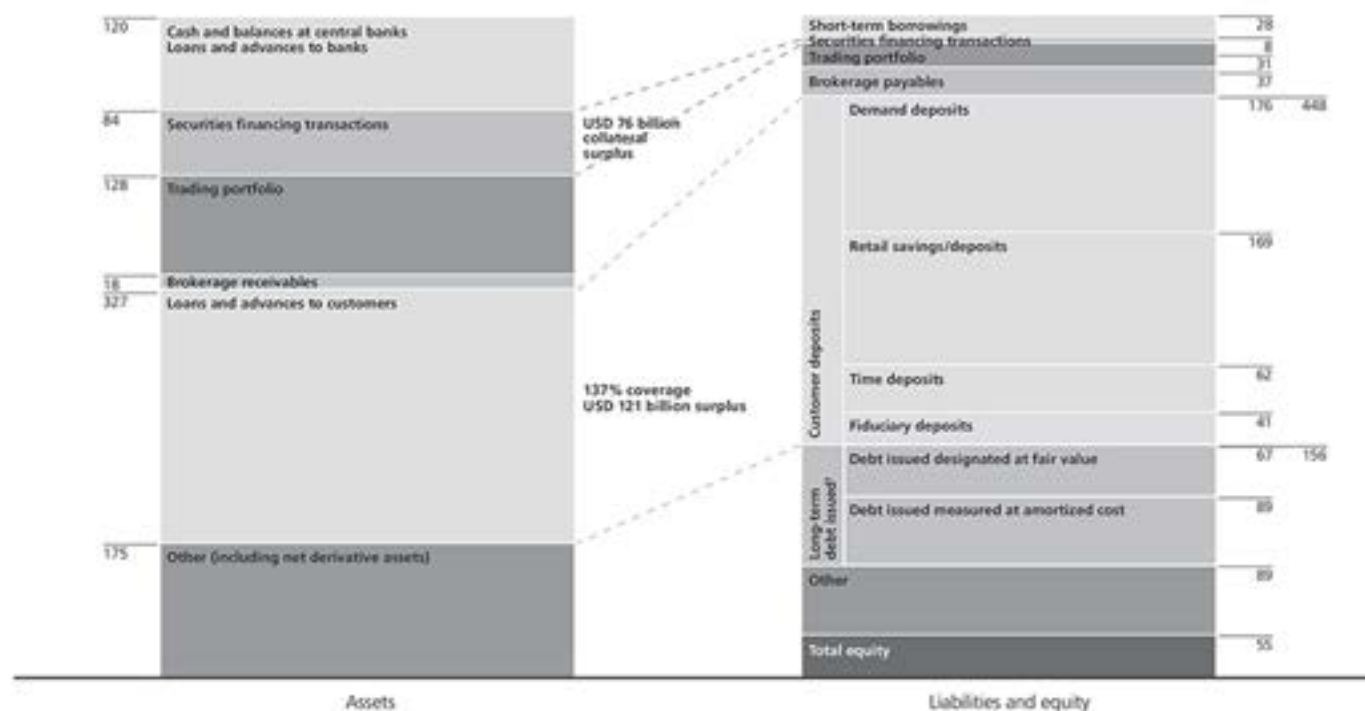 120
Cash and balances at central banks
Loans and advances to banks
84
Securities financing transactions
128
Trading portfolio
18
Brokerage receivables
327
Loans and advances to customers
175
Other (including net derivative assets)
USD 76 billion
collateral
surplus
137% coverage
USD 121 billion surplus
Short-term borrowings
28
Securities financing transactions
8
Trading portfolio
31
Brokerage payables
37
Customer deposits
Demand deposits
176 448
Retail savings/deposits
169
Time deposits
62
Fiduciary deposits
41
Long-term
debt issued¹
Debt issued designated at fair value
67 156
Debt issued measured at amortized cost
89
Other
89
Total equity
55
Assets
Liabilities and equity